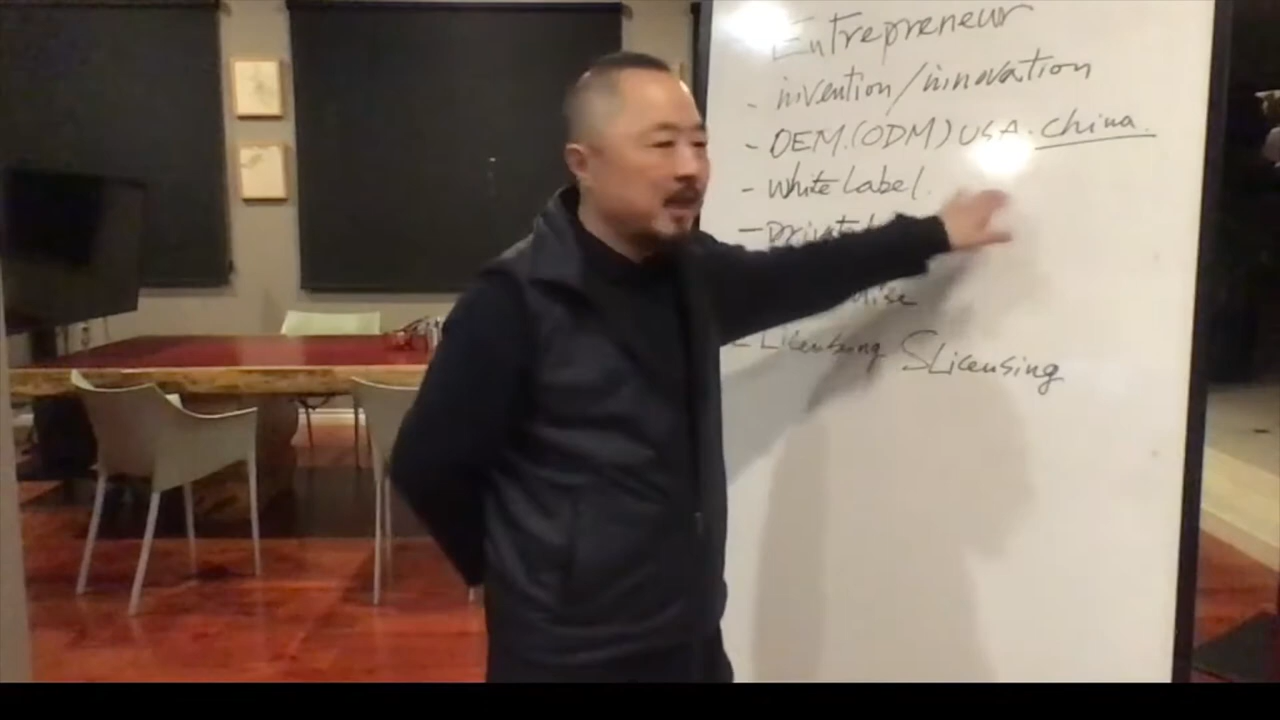 Entrepreneur
- invention/innovation
- OEM.(ODM) USA. China.
- White Label.
- Licensing SLicensing